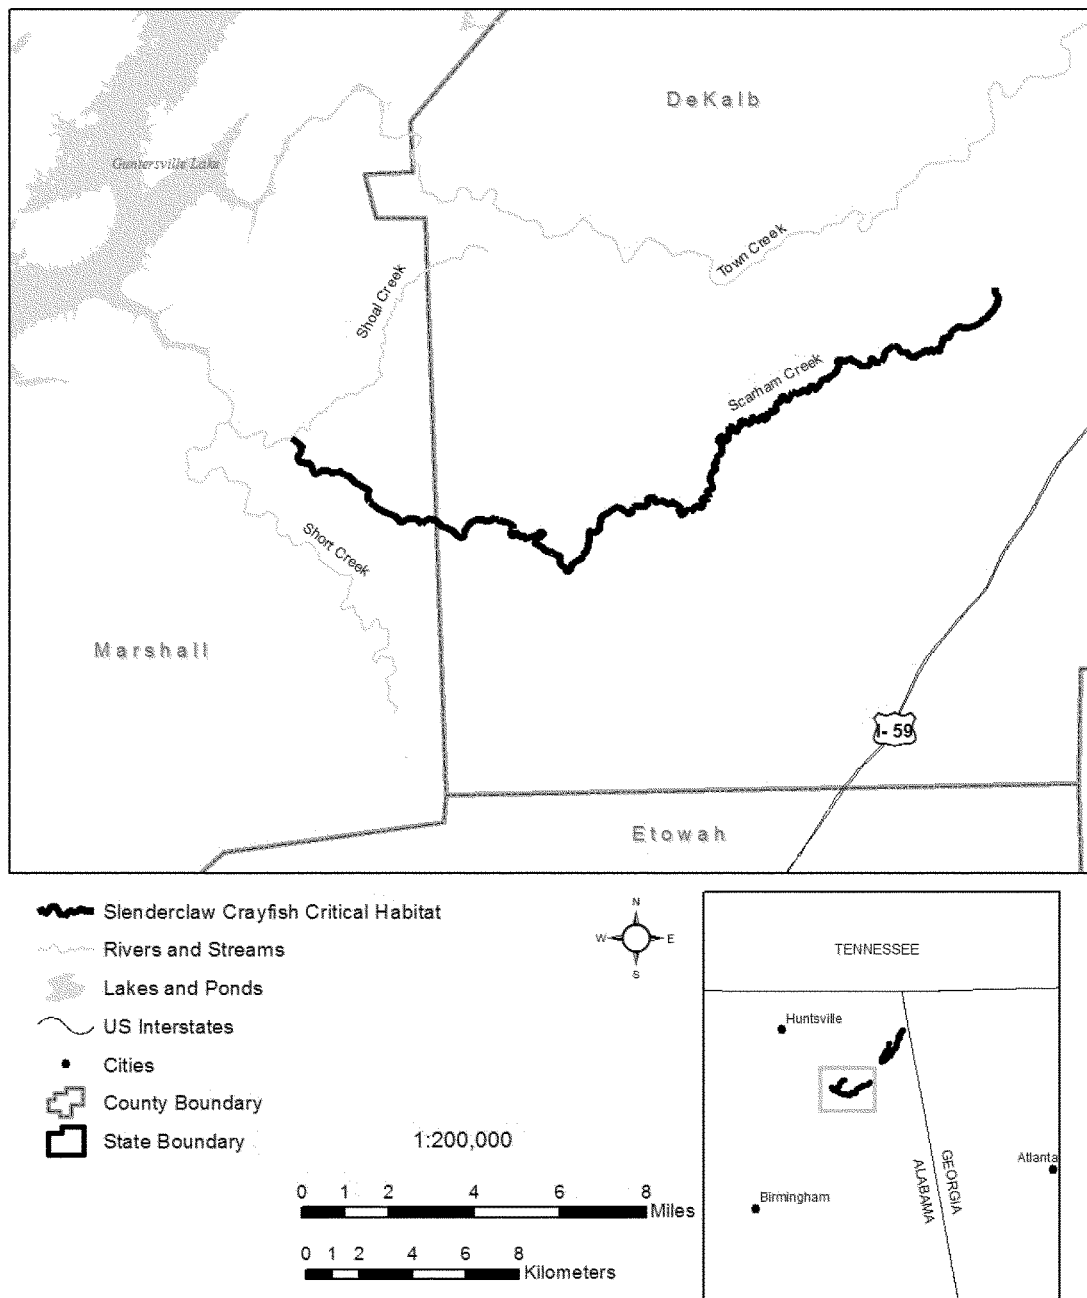 DeKalb
Guntersville Lake
Town Creek
Shoal Creek
Scarham Creek
Short Creek
Marshall
I- 59
Etowah
Slenderclaw Crayfish Critical Habitat
Rivers and Streams
Lakes and Ponds
US Interstates
Cities
County Boundary
State Boundary
1:200,000
0 1 2 4 6 8
Miles
0 1 2 4 6 8
Kilometers
N
W E
S
TENNESSEE
Huntsville
Atlanta
GEORGIA
ALABAMA
Birmingham